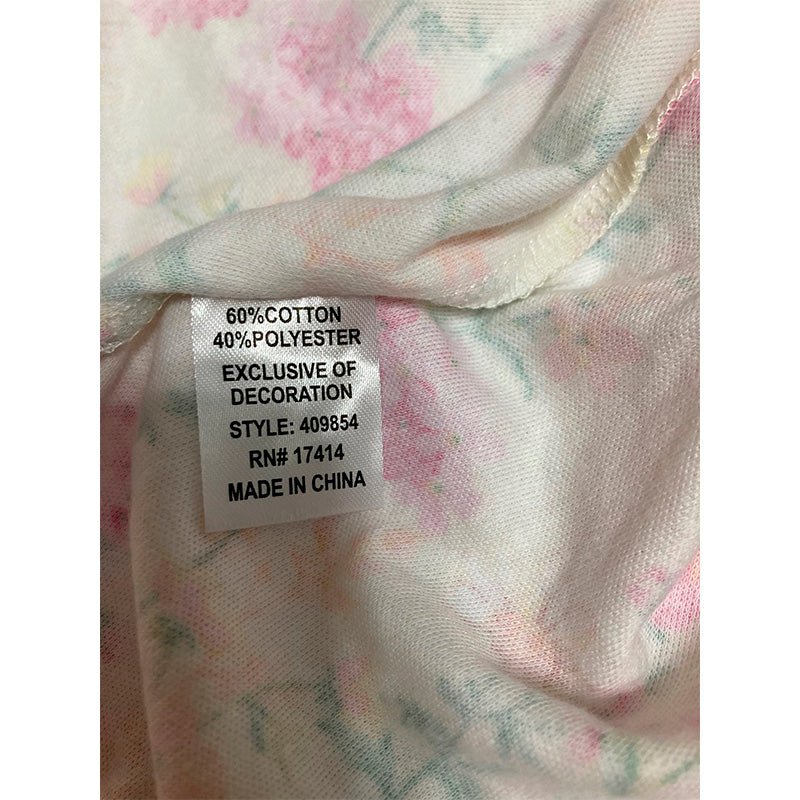 60%COTTON
40%POLYESTER
EXCLUSIVE OF
DECORATION
STYLE: 409854
RN# 17414
MADE IN CHINA